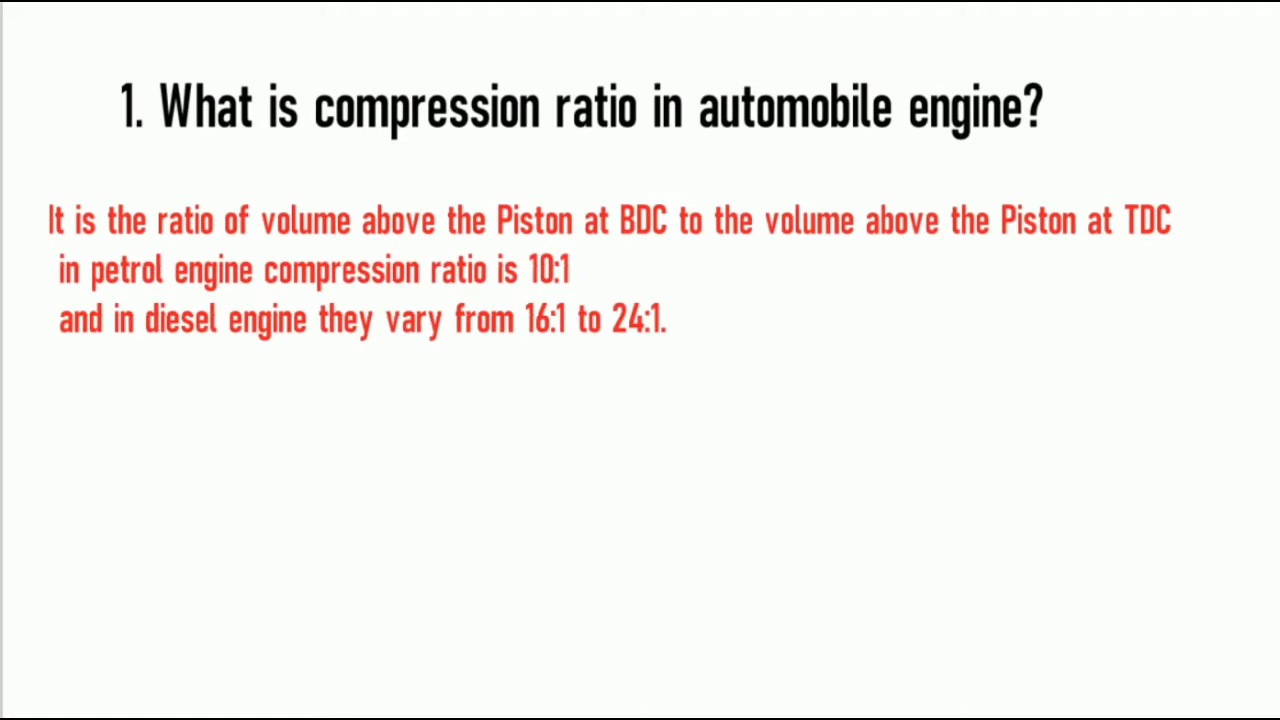 1. What is compression ratio in automobile engine?
It is the ratio of volume above the Piston at BDC to the volume above the Piston at TDC
in petrol engine compression ratio is 10:1
and in diesel engine they vary from 16:1 to 24:1.